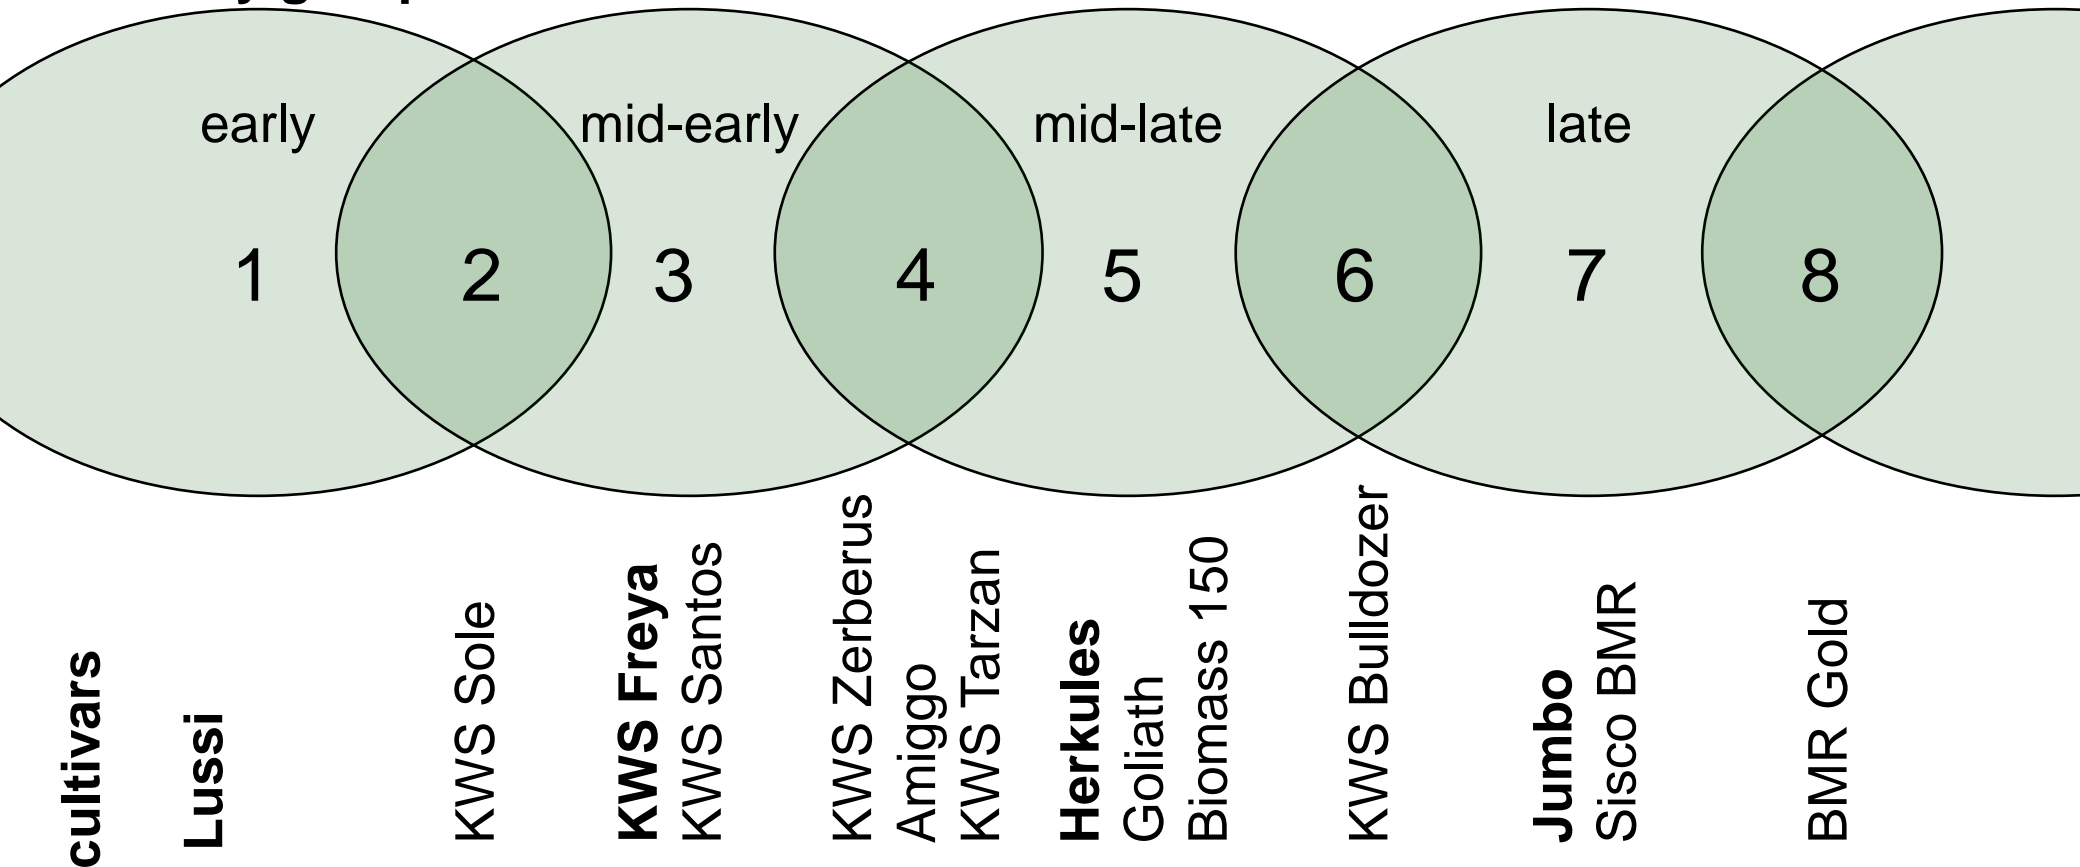 early
mid-early
mid-late
late
1
2
3
4
5
6
7
8
cultivars
Lussi
KWS Sole
KWS Freya
KWS Santos
KWS Zerberus
Amiggo
KWS Tarzan
Herkules
Goliath
Biomass 150
KWS Bulldozer
Jumbo
Sisco BMR
BMR Gold